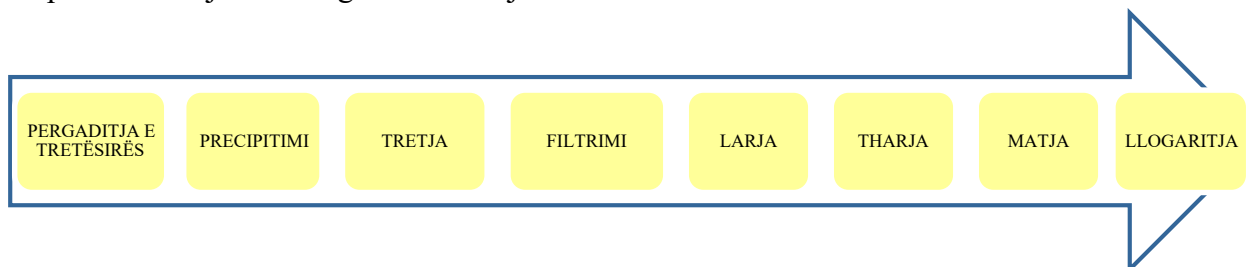 PERGADITJA E
TRETËSIRËS
PRECIPITIMI
TRETJA
FILTRIMI
LARJA
THARJA
MATJA
LLOGARITJA